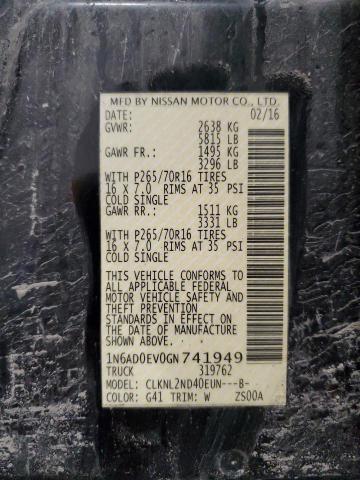 MFD BY NISSAN MOTOR CO., LTD.
DATE: 02/16
GVWR: 2638 KG
5815 LB
GAWR FR.: 1495 KG
3296 LB
WITH P265/70R16 TIRES
16 X 7.0 RIMS AT 35 PSI
COLD SINGLE
GAWR RR.: 1511 KG
3331 LB
WITH P265/70R16 TIRES
16 X 7.0 RIMS AT 35 PSI
COLD SINGLE
THIS VEHICLE CONFORMS TO
ALL APPLICABLE FEDERAL
MOTOR VEHICLE SAFETY AND
THEFT PREVENTION
STANDARDS IN EFFECT ON
THE DATE OF MANUFACTURE
SHOWN ABOVE.
1N6AD0EV0GN741949
TRUCK 319762
MODEL: CLKNL2ND40EUN---B-
COLOR: G41 TRIM: W ZS00A